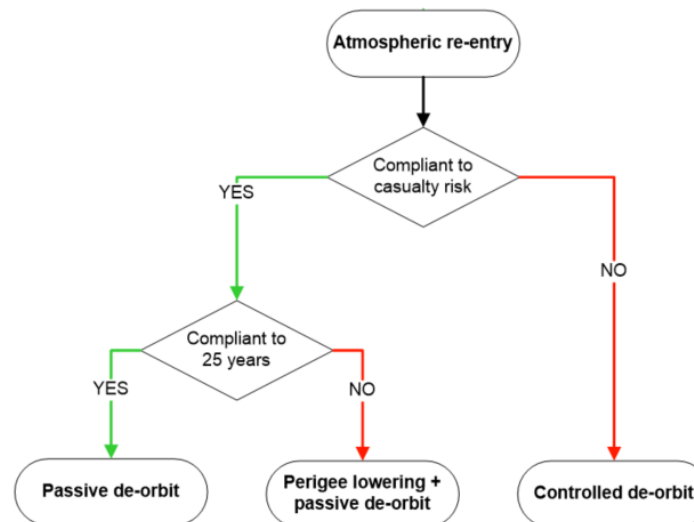 Atmospheric re-entry
Compliant to
casualty risk
YES
NO
Compliant to
25 years
YES
NO
Passive de-orbit
Perigee lowering +
passive de-orbit
Controlled de-orbit